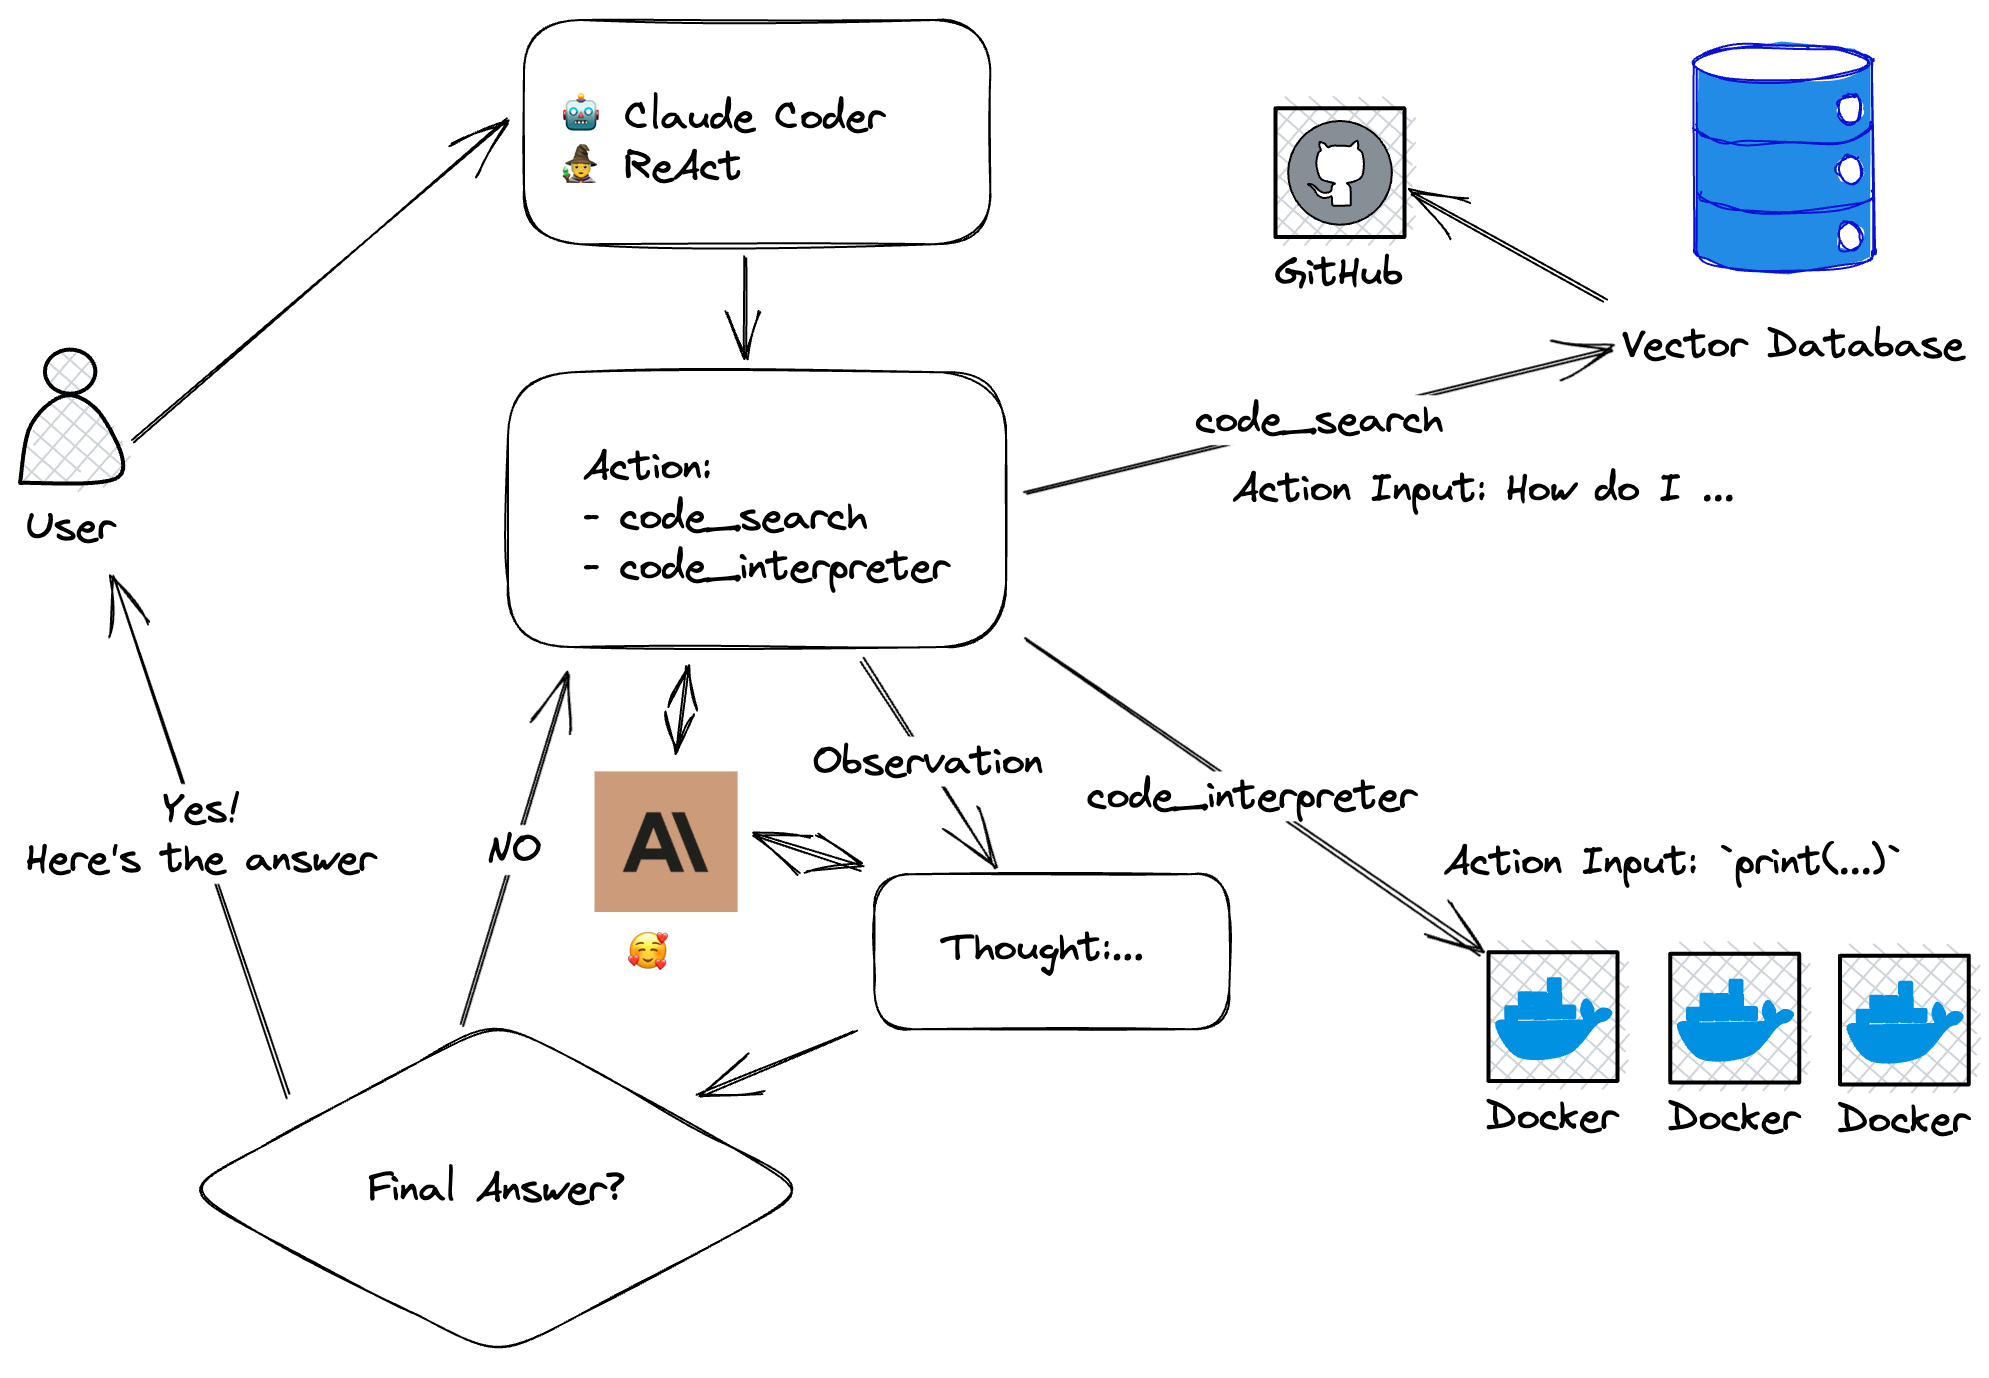 🤖 Claude Coder
🧙 ReAct
GitHub
Vector Database
code_search
Action Input: How do I ...
Action:
- code_search
- code_interpreter
User
Observation
code_interpreter
Yes!
Here's the answer
NO
AI
Action Input: `print(...)`
Thought:...
Docker
Docker
Docker
Final Answer?